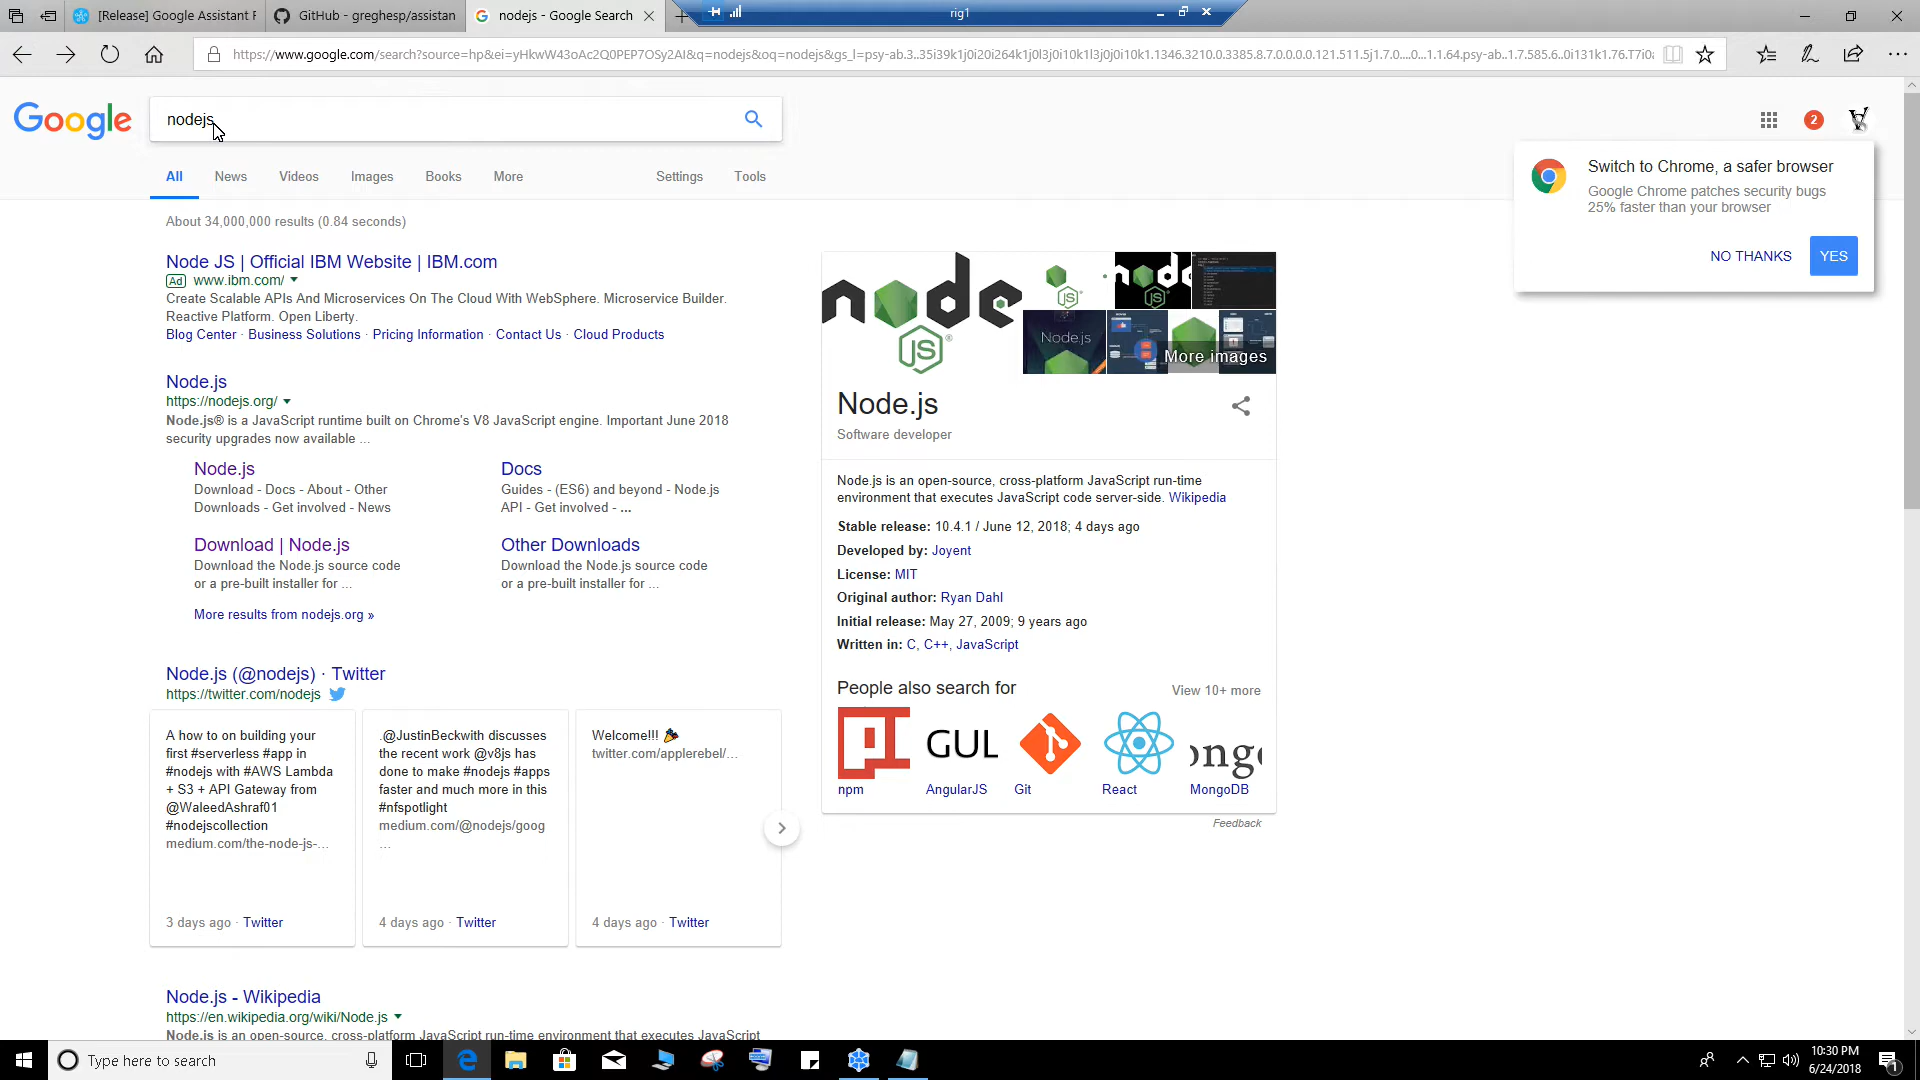 [Release] Google Assistant
GitHub - greghesp/assistan
nodejs - Google Search
rig1
https://www.google.com/search?source=hp&ei=yHkwW43oAc2Q0PEP7OSy2AI&q=nodejs&oq=nodejs&gs_l=psy-ab.3..35i39k1j0i20i264k1j0l3j0i10k1l3j0j0i10k1.1346.3210.0.3385.8.7.0.0.0.0.121.511.5j1.7.0....0...1.1.64.psy-ab..1.7.585.6..0i131k1.76.T7i0
Google
nodejs
2
All
News
Videos
Images
Books
More
Settings
Tools
Switch to Chrome, a safer browser
Google Chrome patches security bugs
25% faster than your browser
NO THANKS
YES
About 34,000,000 results (0.84 seconds)
Node JS | Official IBM Website | IBM.com
Ad www.ibm.com/
Create Scalable APIs And Microservices On The Cloud With WebSphere. Microservice Builder.
Reactive Platform. Open Liberty.
Blog Center · Business Solutions · Pricing Information · Contact Us · Cloud Products
Node.js
https://nodejs.org/
Node.js® is a JavaScript runtime built on Chrome's V8 JavaScript engine. Important June 2018
security upgrades now available ...
Node.js
Download - Docs - About - Other
Downloads - Get involved - News
Docs
Guides - (ES6) and beyond - Node.js
API - Get involved - ...
Download | Node.js
Download the Node.js source code
or a pre-built installer for ...
Other Downloads
Download the Node.js source code
or a pre-built installer for ...
More results from nodejs.org »
Node.js (@nodejs) · Twitter
https://twitter.com/nodejs
A how to on building your
first #serverless #app in
#nodejs with #AWS Lambda
+ S3 + API Gateway from
@WaleedAshraf01
#nodejscollection
medium.com/the-node-js-...
3 days ago · Twitter
.@JustinBeckwith discusses
the recent work @v8js has
done to make #nodejs #apps
faster and much more in this
#nfspotlight
medium.com/@nodejs/goog
...
4 days ago · Twitter
Welcome!!!
twitter.com/applerebel/...
4 days ago · Twitter
Node.js - Wikipedia
https://en.wikipedia.org/wiki/Node.js
Node.js is an open-source, cross-platform JavaScript run-time environment that executes JavaScript
node
JS
JS
node
JS
Node.js
More images
Node.js
Software developer
Node.js is an open-source, cross-platform JavaScript run-time
environment that executes JavaScript code server-side. Wikipedia
Stable release: 10.4.1 / June 12, 2018; 4 days ago
Developed by: Joyent
License: MIT
Original author: Ryan Dahl
Initial release: May 27, 2009; 9 years ago
Written in: C, C++, JavaScript
People also search for
View 10+ more
GUL
onge
npm
AngularJS
Git
React
MongoDB
Feedback
Type here to search
10:30 PM
6/24/2018
1